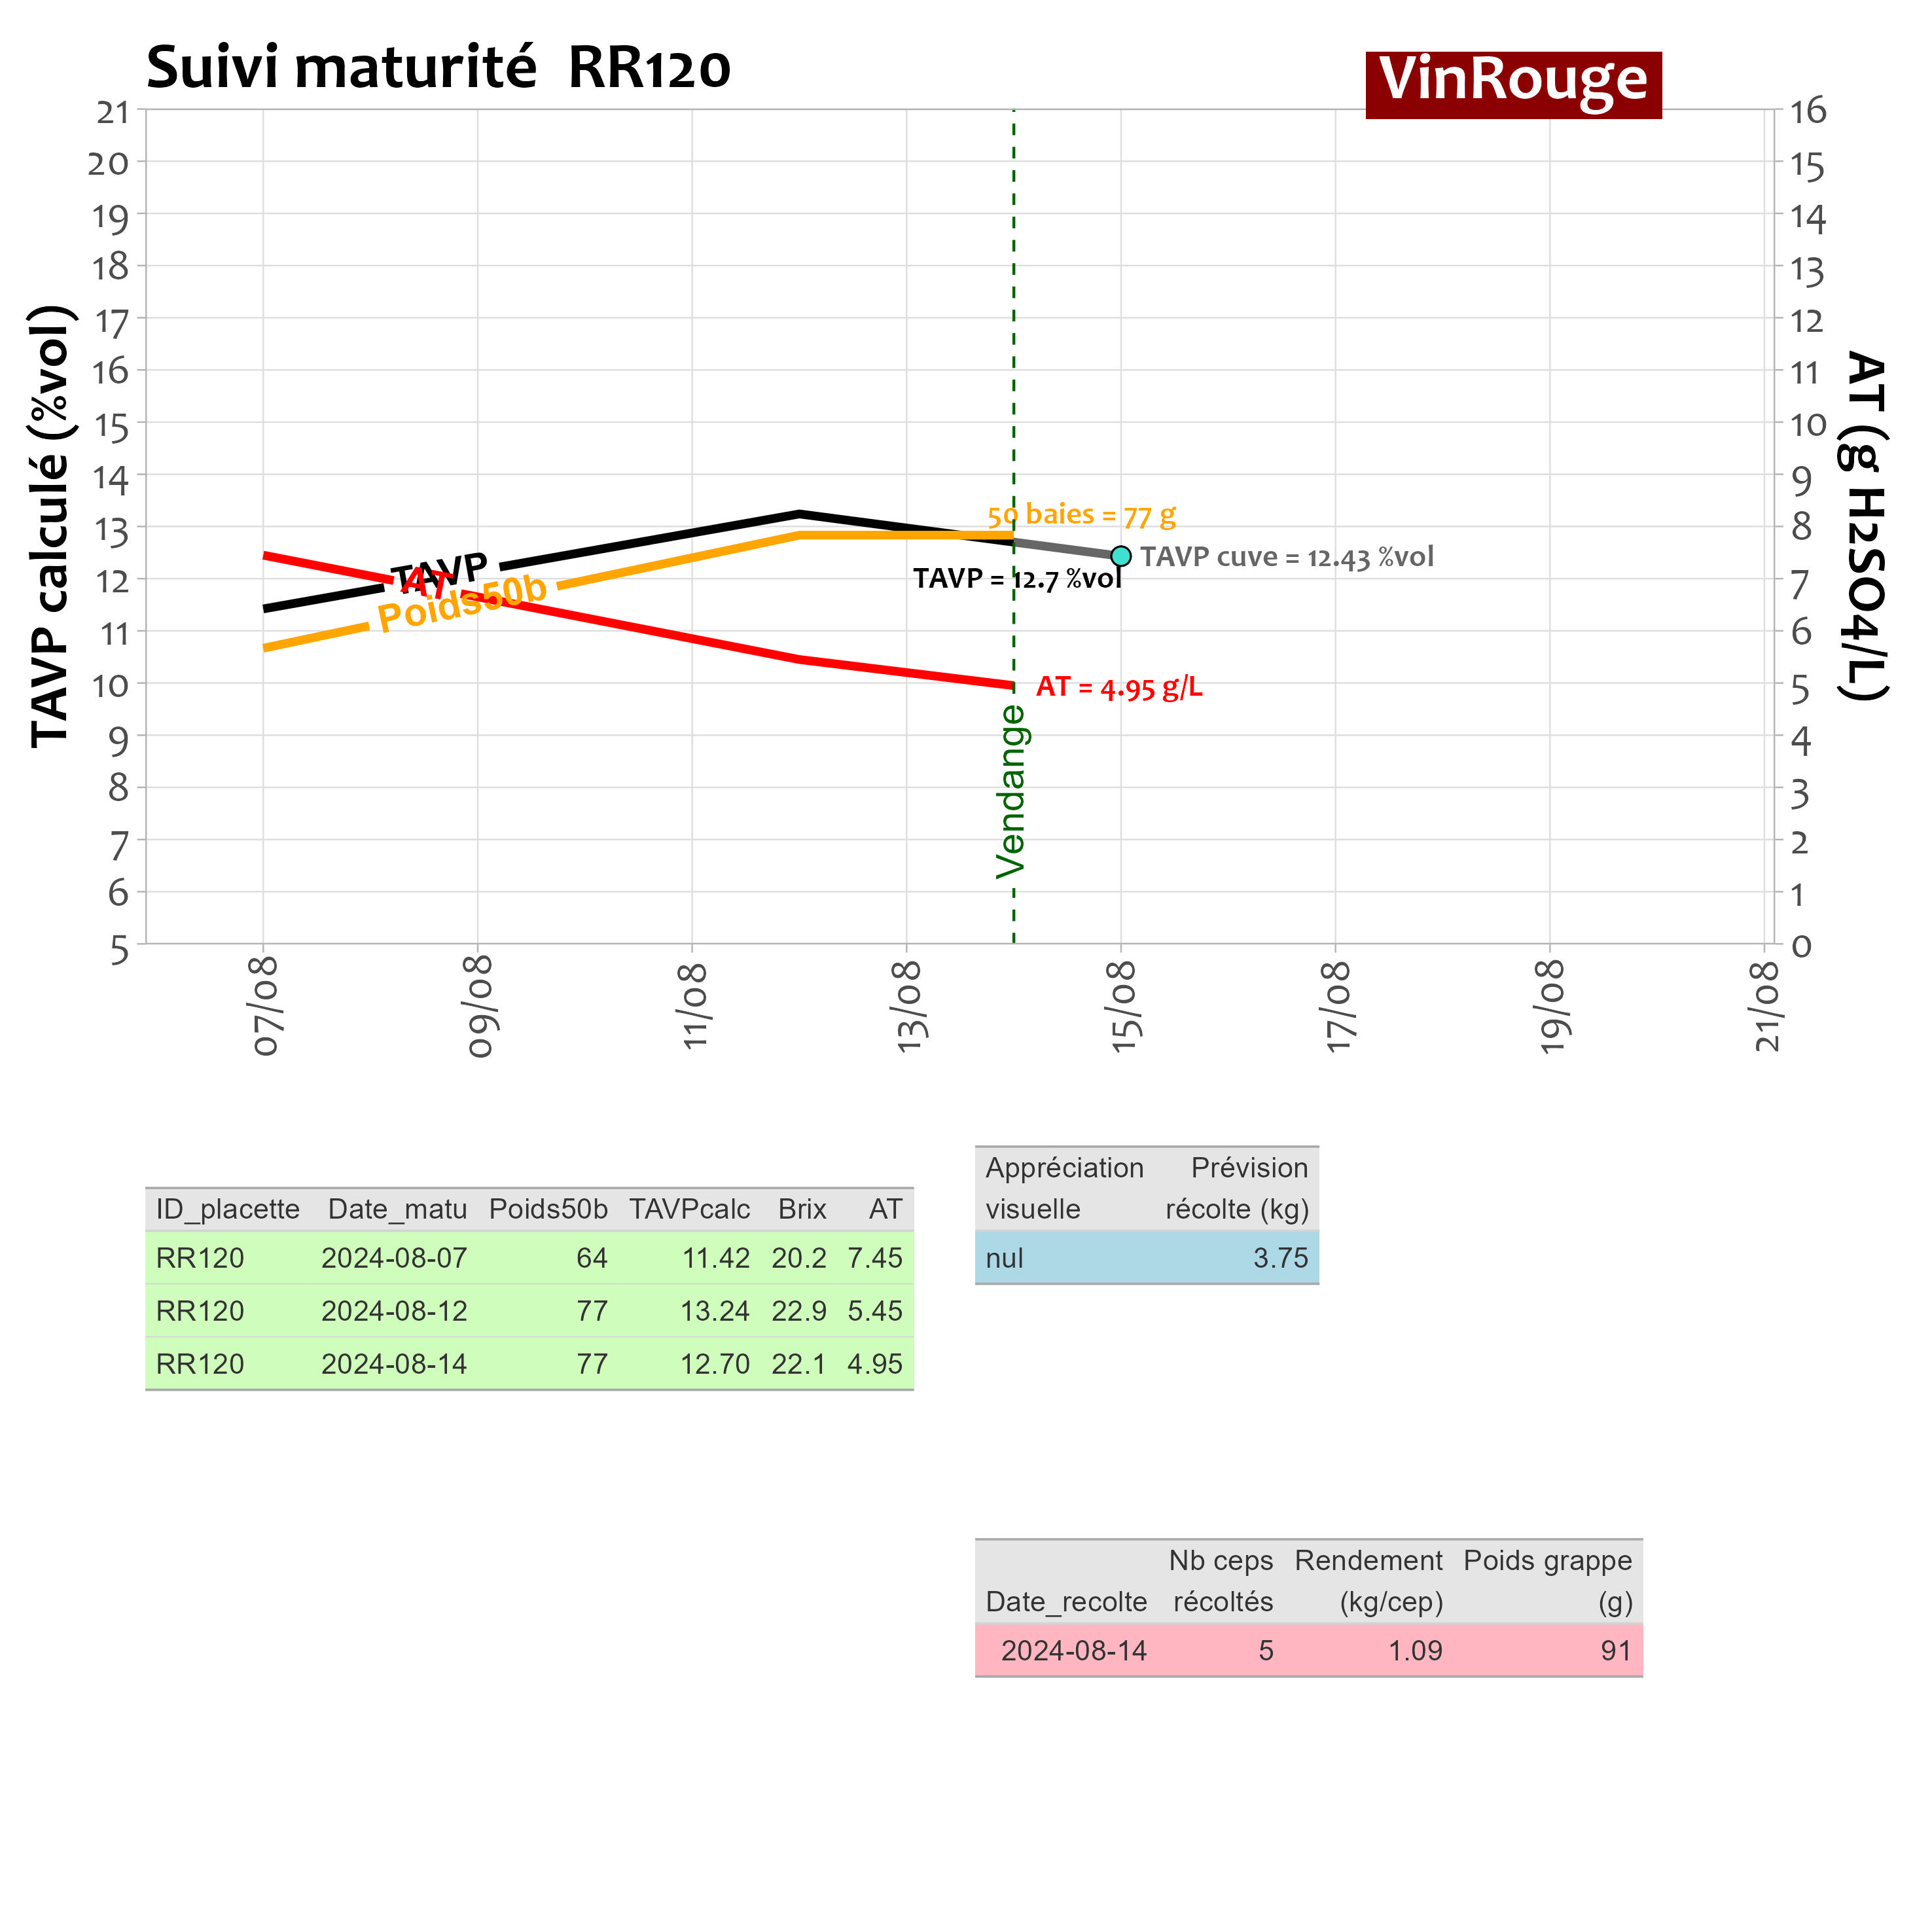 Suivi maturité RR120
VinRouge
21
20
19
18
17
16
15
14
13
12
11
10
9
8
7
6
5
TAVP calculé (%vol)
16
15
14
13
12
11
10
9
8
7
6
5
4
3
2
1
0
AT (g H2SO4/L)
50 baies = 77 g
TAVP cuve = 12.43 %vol
TAVP = 12.7 %vol
TAVP
AT
Poids50b
AT = 4.95 g/L
Vendange
07/08
09/08
11/08
13/08
15/08
17/08
19/08
21/08
ID_placette Date_matu Poids50b TAVPcalc Brix AT
RR120 2024-08-07 64 11.42 20.2 7.45
RR120 2024-08-12 77 13.24 22.9 5.45
RR120 2024-08-14 77 12.70 22.1 4.95
Appréciation Prévision
visuelle récolte (kg)
nul 3.75
Nb ceps Rendement Poids grappe
Date_recolte récoltés (kg/cep) (g)
2024-08-14 5 1.09 91